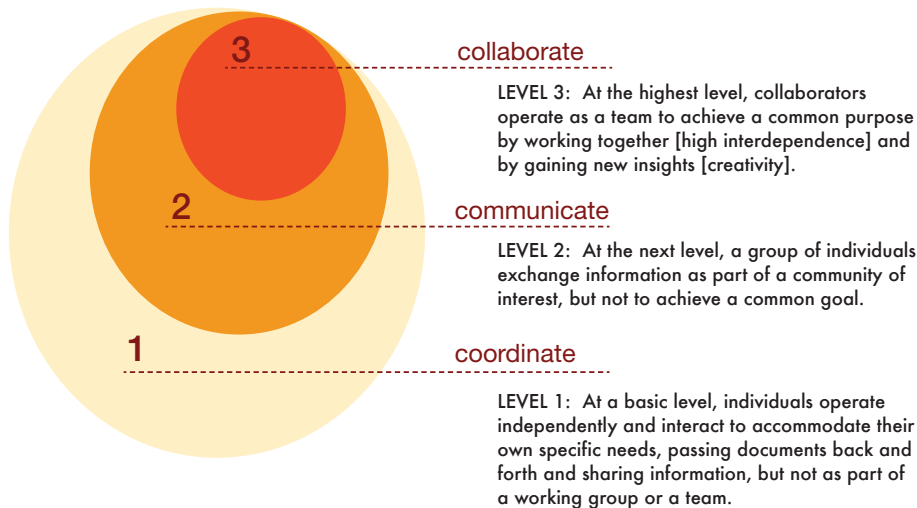 3
collaborate
LEVEL 3: At the highest level, collaborators
operate as a team to achieve a common purpose
by working together [high interdependence] and
by gaining new insights [creativity].
2
communicate
LEVEL 2: At the next level, a group of individuals
exchange information as part of a community of
interest, but not to achieve a common goal.
1
coordinate
LEVEL 1: At a basic level, individuals operate
independently and interact to accommodate their
own specific needs, passing documents back and
forth and sharing information, but not as part of
a working group or a team.